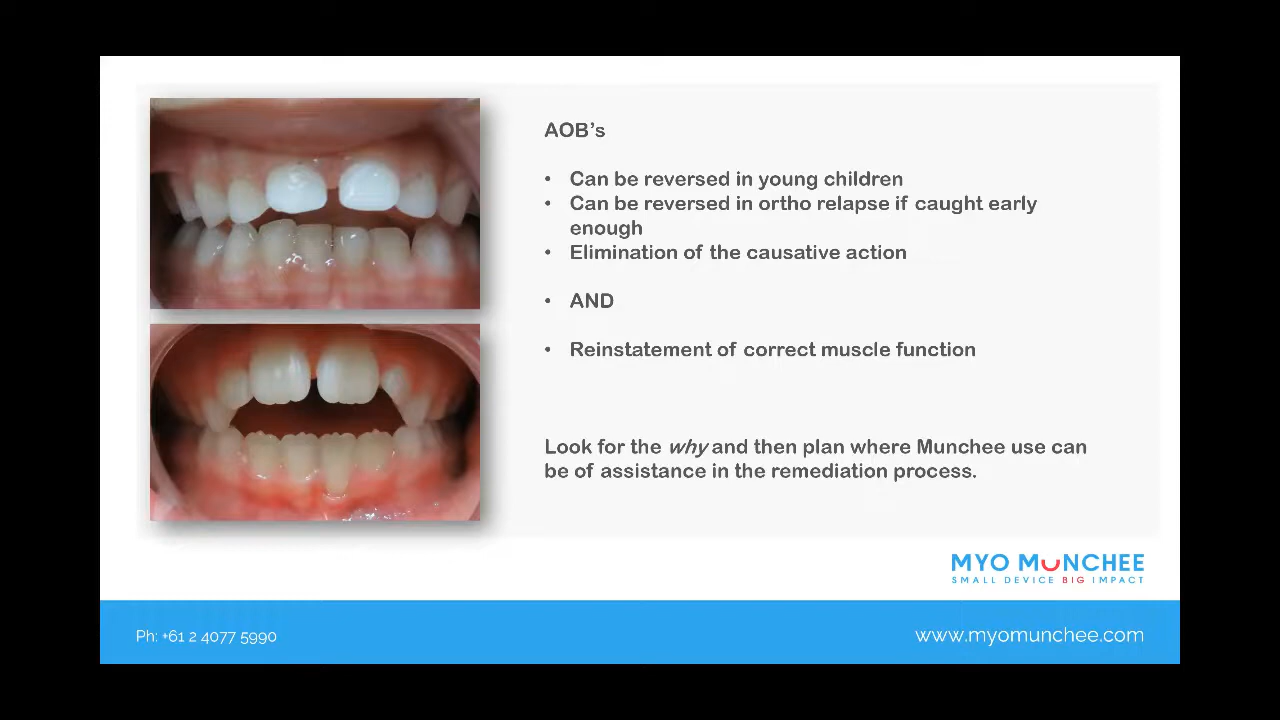 AOB's
• Can be reversed in young children
• Can be reversed in ortho relapse if caught early
enough
• Elimination of the causative action
• AND
• Reinstatement of correct muscle function
Look for the why and then plan where Munchee use can
be of assistance in the remediation process.
MYO MUNCHEE
SMALL DEVICE BIG IMPACT
Ph: +61 2 4077 5990
www.myomunchee.com